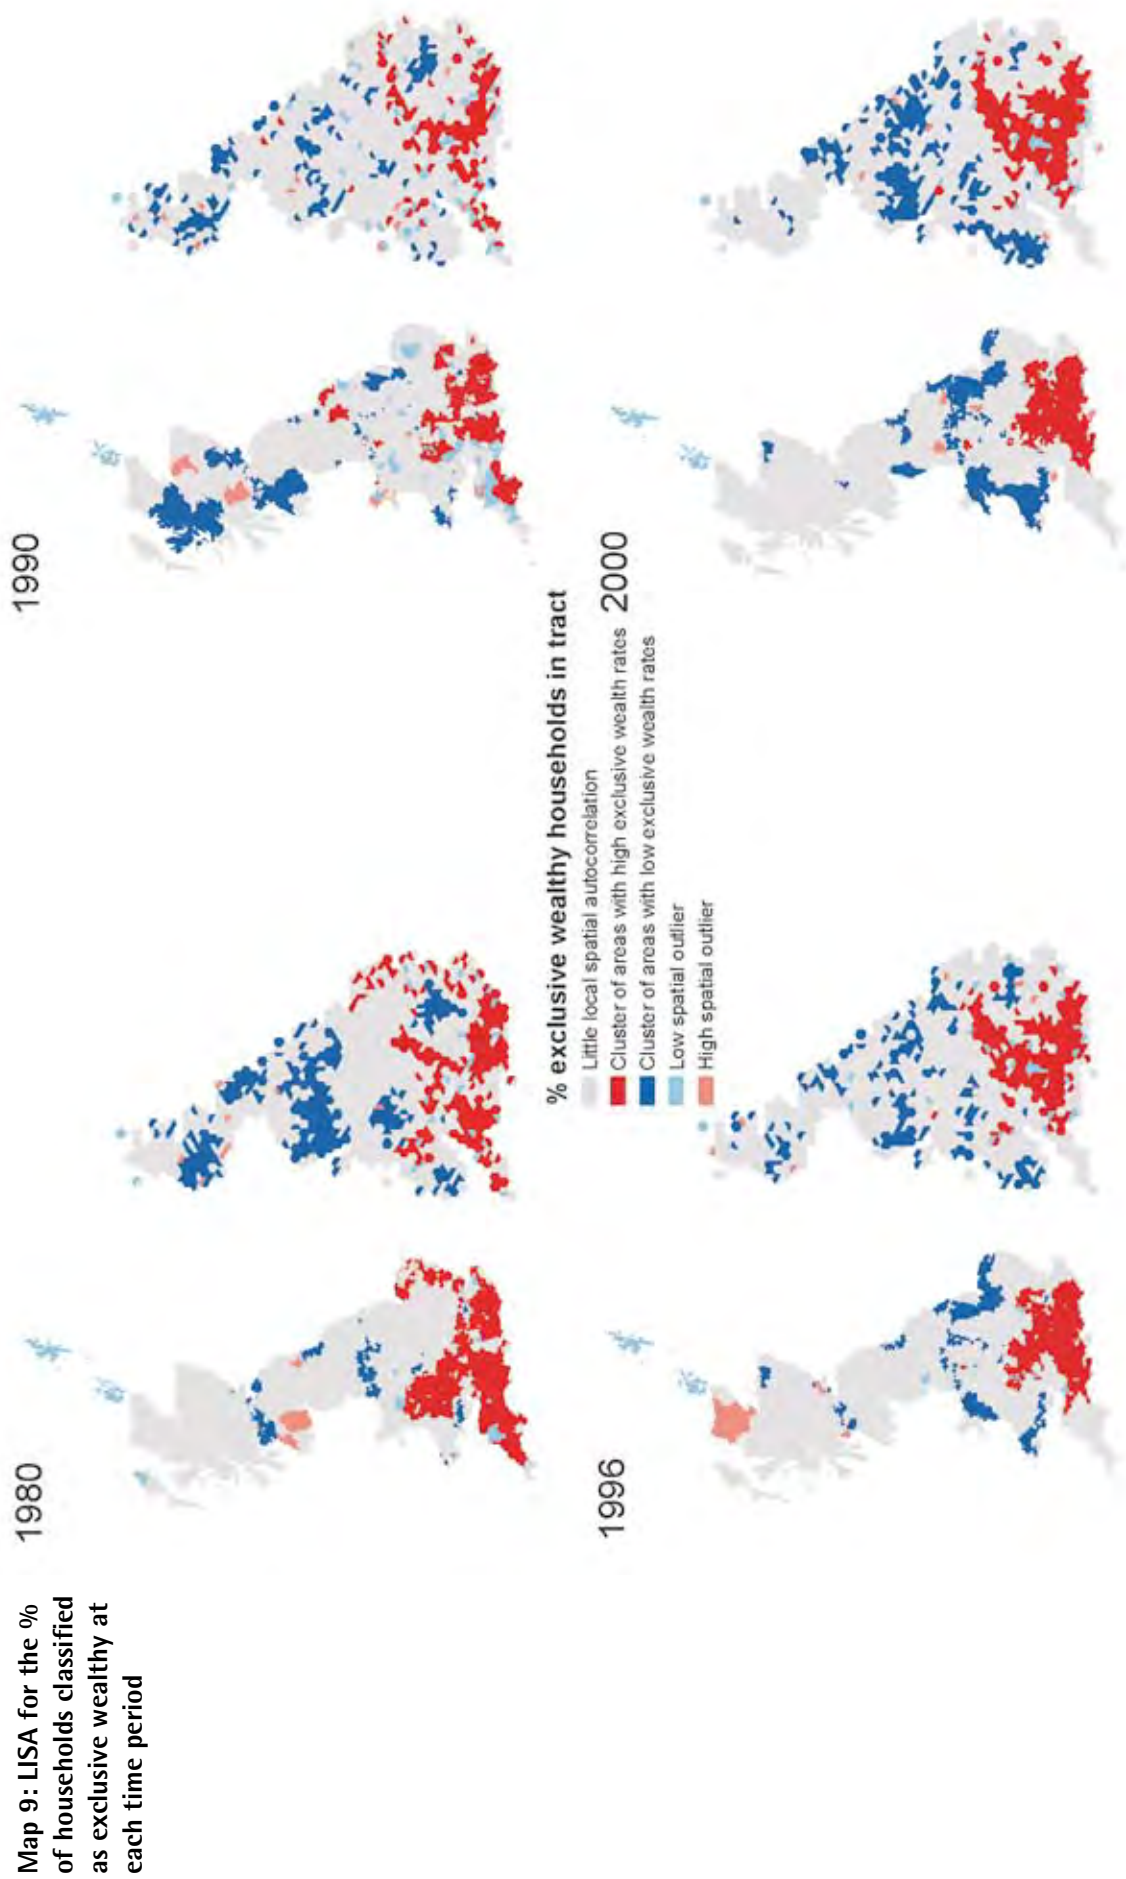 Map 9: LISA for the %
of households classified
as exclusive wealthy at
each time period
1980
1990
% exclusive wealthy households in tract
Little local spatial autocorrelation
Cluster of areas with high exclusive wealth rates
Cluster of areas with low exclusive wealth rates
Low spatial outlier
High spatial outlier
1996
2000